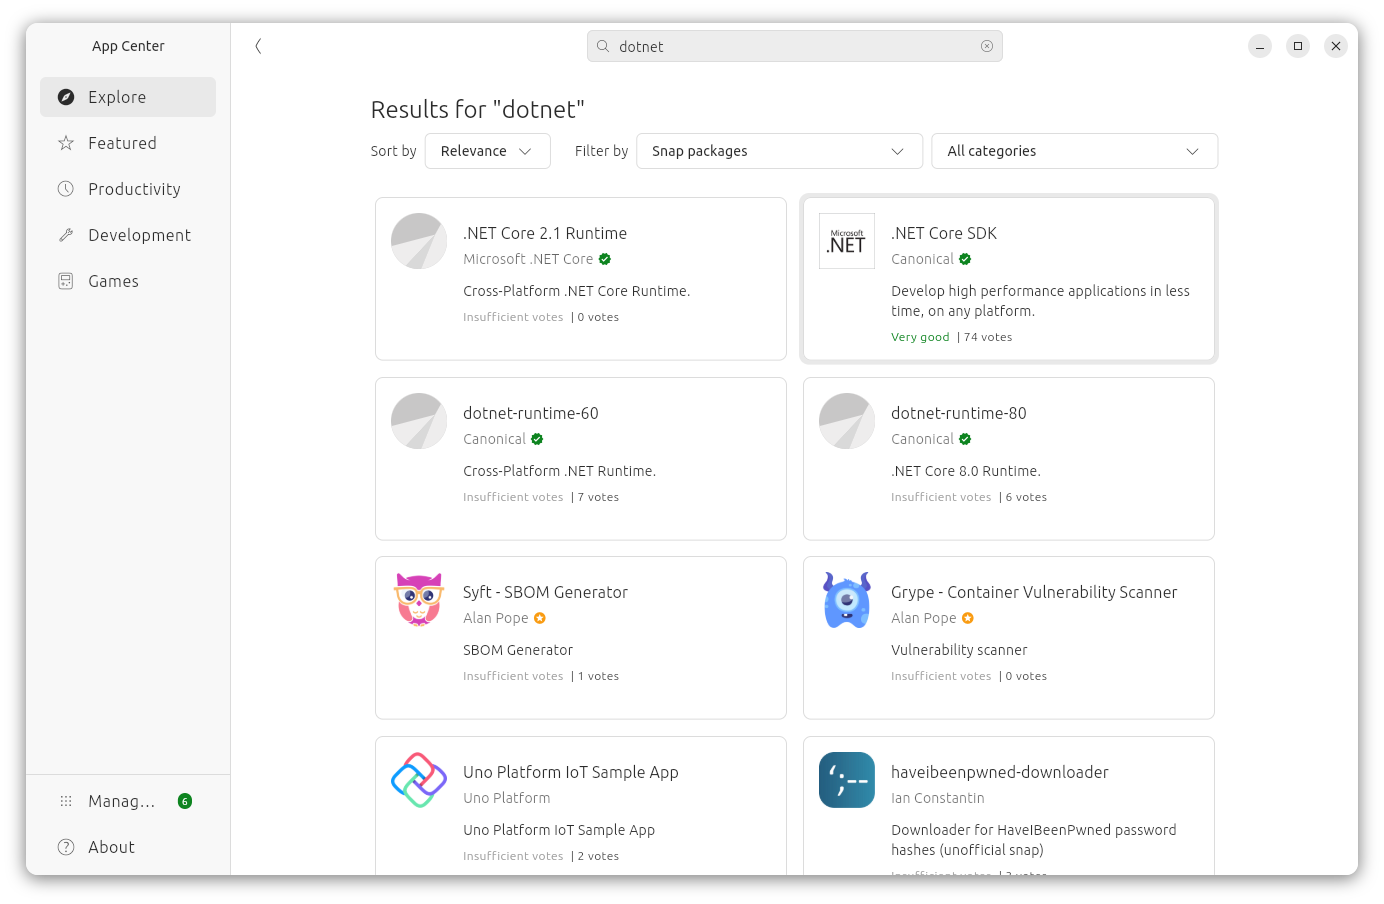 App Center
dotnet
Explore
Featured
Productivity
Development
Games
Manag... 6
About
Results for "dotnet"
Sort by Relevance Filter by Snap packages All categories
.NET Core 2.1 Runtime
Microsoft .NET Core
Cross-Platform .NET Core Runtime.
Insufficient votes | 0 votes
Microsoft
.NET
.NET Core SDK
Canonical
Develop high performance applications in less
time, on any platform.
Very good | 74 votes
dotnet-runtime-60
Canonical
Cross-Platform .NET Runtime.
Insufficient votes | 7 votes
dotnet-runtime-80
Canonical
.NET Core 8.0 Runtime.
Insufficient votes | 6 votes
Syft - SBOM Generator
Alan Pope
SBOM Generator
Insufficient votes | 1 votes
Grype - Container Vulnerability Scanner
Alan Pope
Vulnerability scanner
Insufficient votes | 0 votes
Uno Platform IoT Sample App
Uno Platform
Uno Platform IoT Sample App
Insufficient votes | 2 votes
';--
haveibeenpwned-downloader
Ian Constantin
Downloader for HaveIBeenPwned password
hashes (unofficial snap)
Insufficient votes | votes